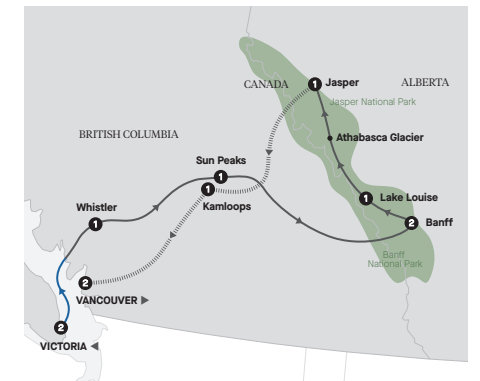 CANADA
1 Jasper
ALBERTA
Jasper National Park
BRITISH COLUMBIA
Athabasca Glacier
Sun Peaks
1
1
Kamloops
1 Lake Louise
Whistler
1
2 Banff
Banff
National Park
2
VANCOUVER ▶
2
VICTORIA ◀